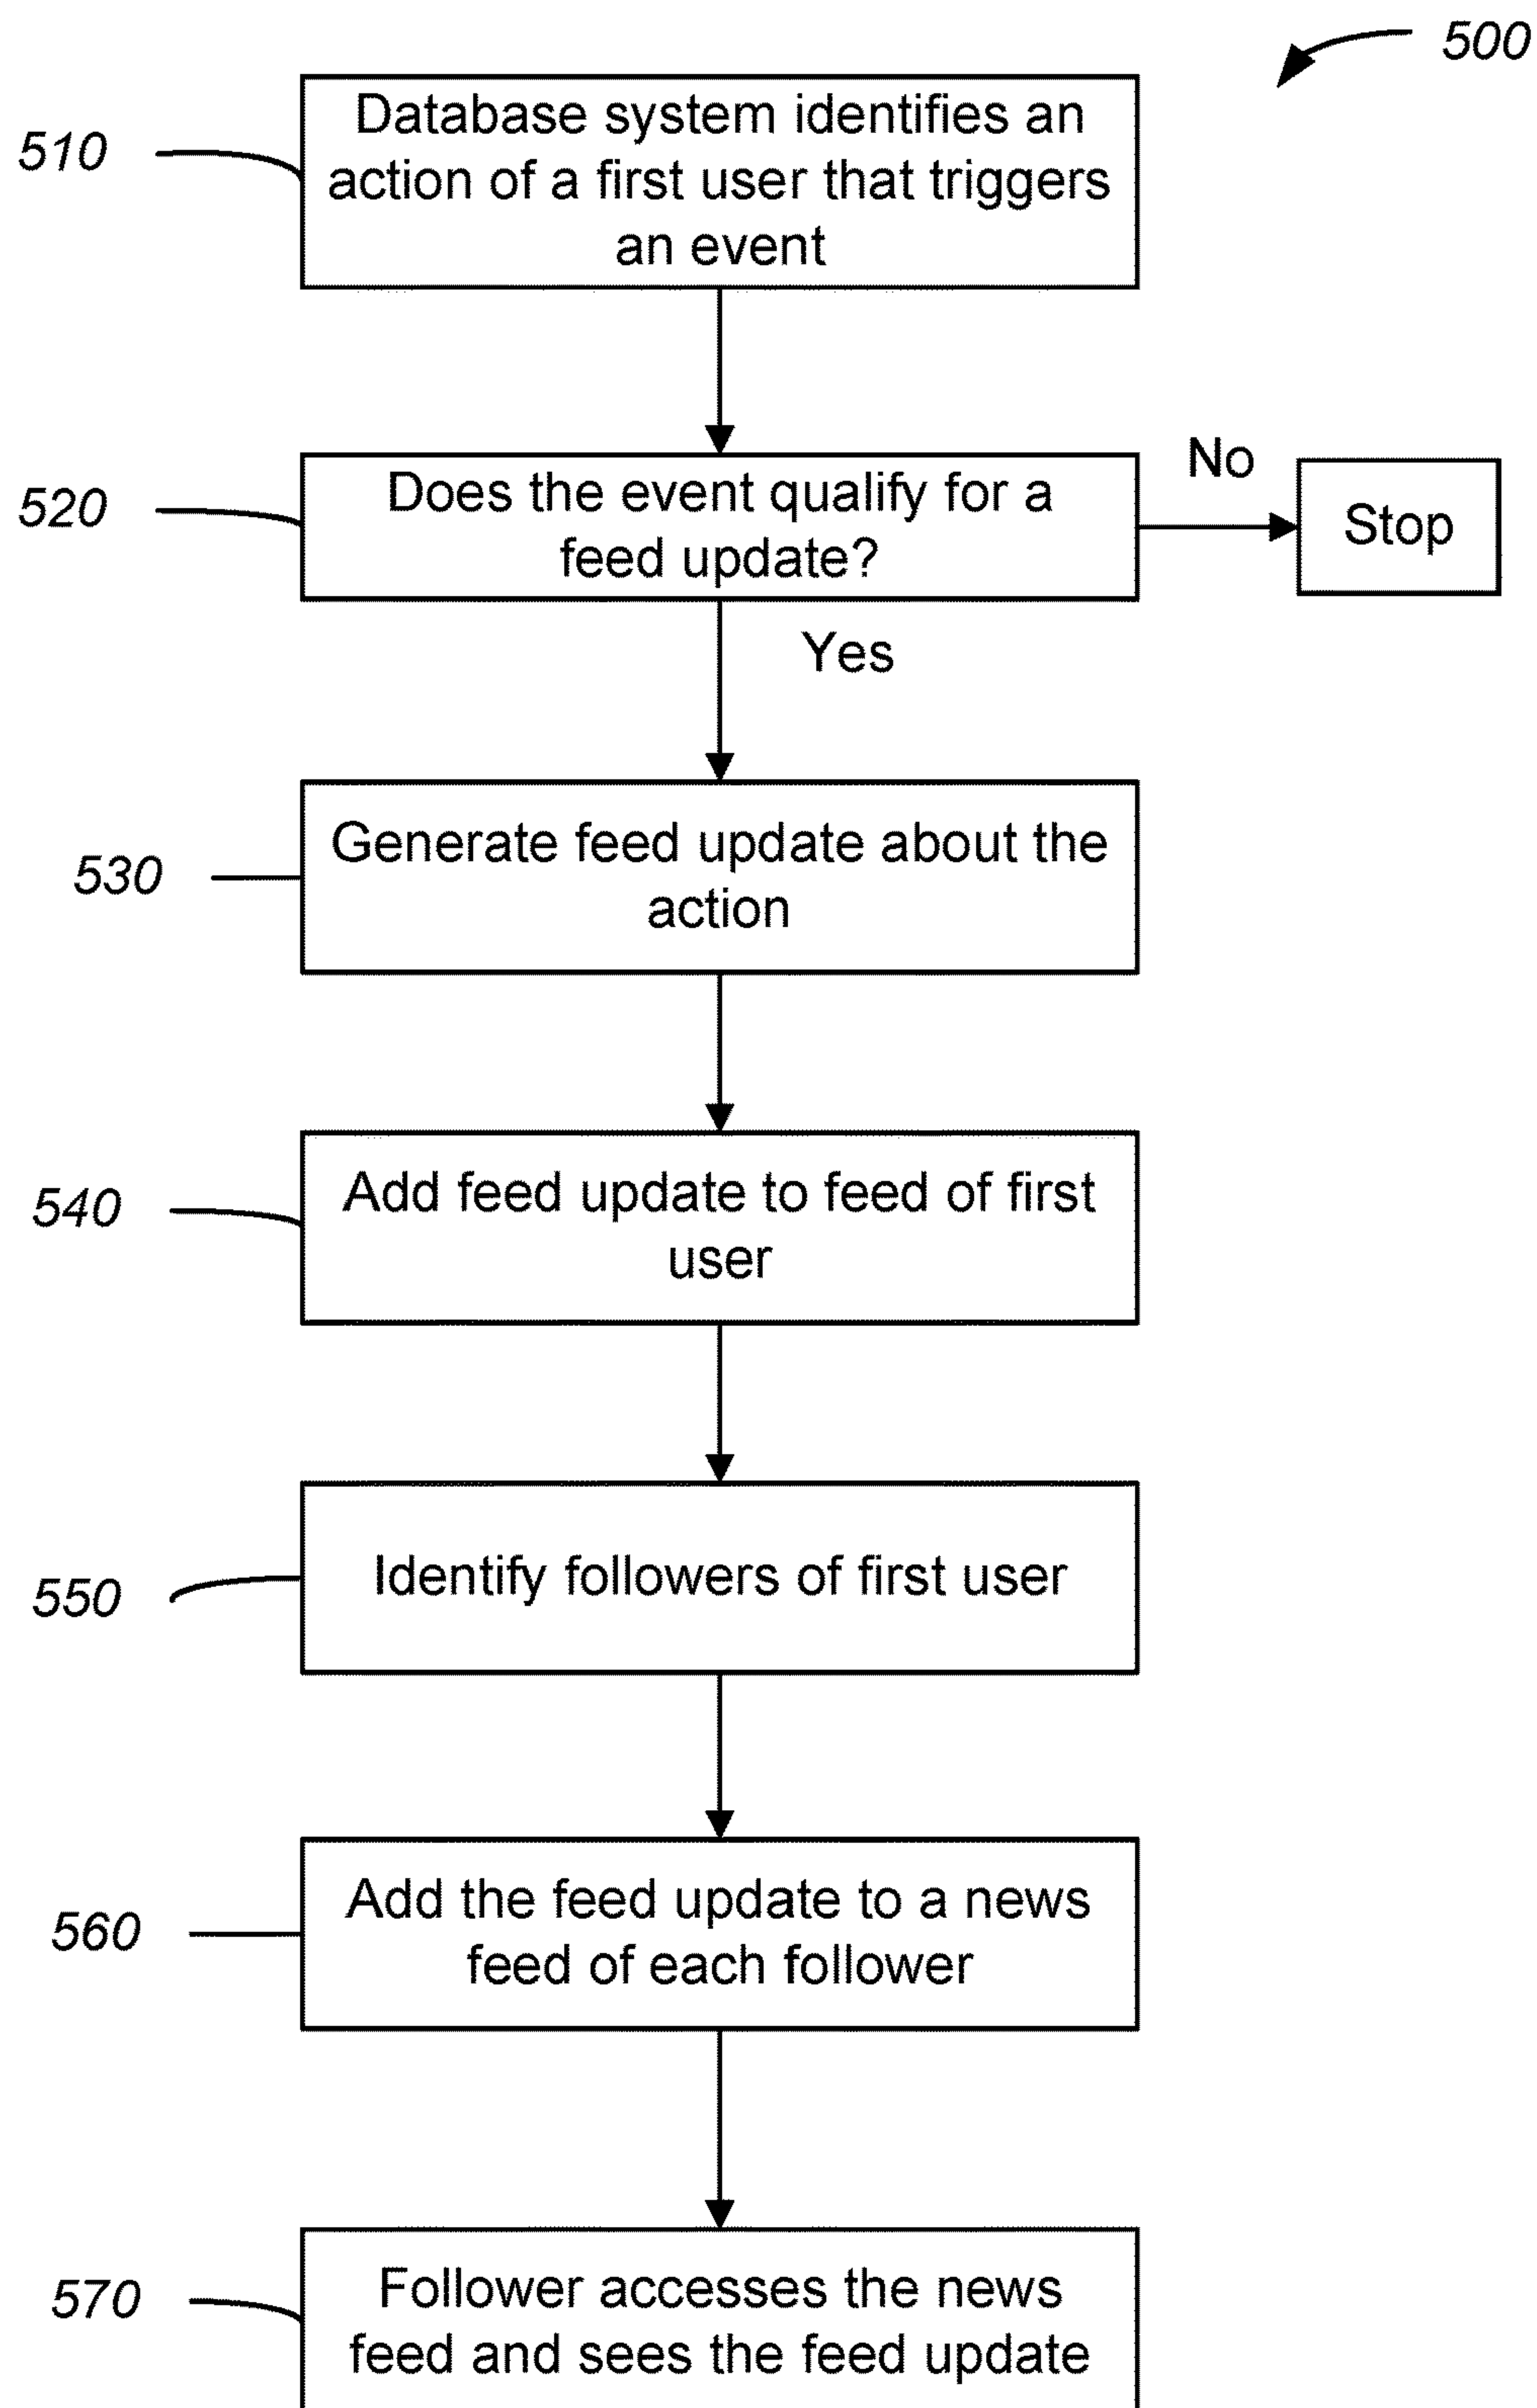 500
510
Database system identifies an
action of a first user that triggers
an event
520
Does the event qualify for a
feed update?
No
Stop
Yes
530
Generate feed update about the
action
540
Add feed update to feed of first
user
550
Identify followers of first user
560
Add the feed update to a news
feed of each follower
570
Follower accesses the news
feed and sees the feed update